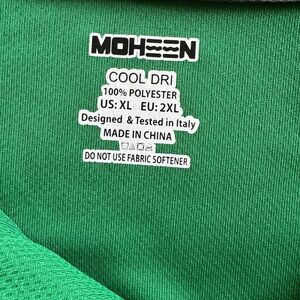 MOHEEN
COOL DRI
100% POLYESTER
US: XL EU: 2XL
Designed & Tested in Italy
MADE IN CHINA
DO NOT USE FABRIC SOFTENER